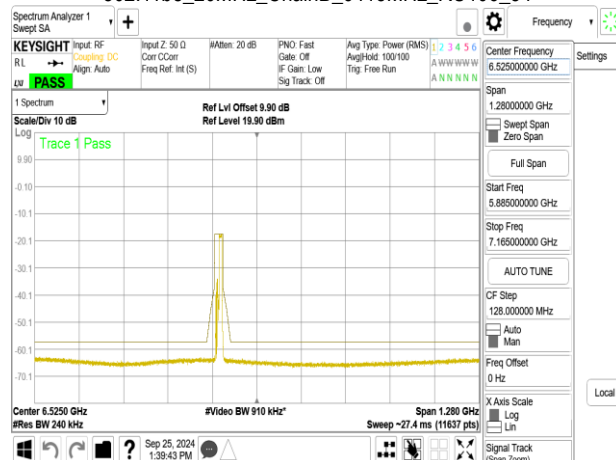 Spectrum Analyzer 1
Swept SA
Frequency
KEYSIGHT
RL
PASS
Input: RF
Coupling: DC
Align: Auto
Input Z: 50 Ω
Corr CCorr
Freq Ref: Int (S)
#Atten: 20 dB
PNO: Fast
Gate: Off
IF Gain: Low
Sig Track: Off
Avg Type: Power (RMS)
Avg|Hold: 100/100
Trig: Free Run
1 2 3 4 5 6
A W W W W W
A N N N N N
1 Spectrum
Scale/Div 10 dB
Ref Lvl Offset 9.90 dB
Ref Level 19.90 dBm
Log
Trace 1 Pass
9.90
-0.10
-10.1
-20.1
-30.1
-40.1
-50.1
-60.1
-70.1
Center 6.5250 GHz
#Res BW 240 kHz
#Video BW 910 kHz*
Span 1.280 GHz
Sweep ~27.4 ms (11637 pts)
Sep 25, 2024
1:39:43 PM
Center Frequency
6.525000000 GHz
Span
1.28000000 GHz
Swept Span
Zero Span
Full Span
Start Freq
5.885000000 GHz
Stop Freq
7.165000000 GHz
AUTO TUNE
CF Step
128.000000 MHz
Auto
Man
Freq Offset
0 Hz
X Axis Scale
Log
Lin
Signal Track
(Span Zoom)
Settings
Local